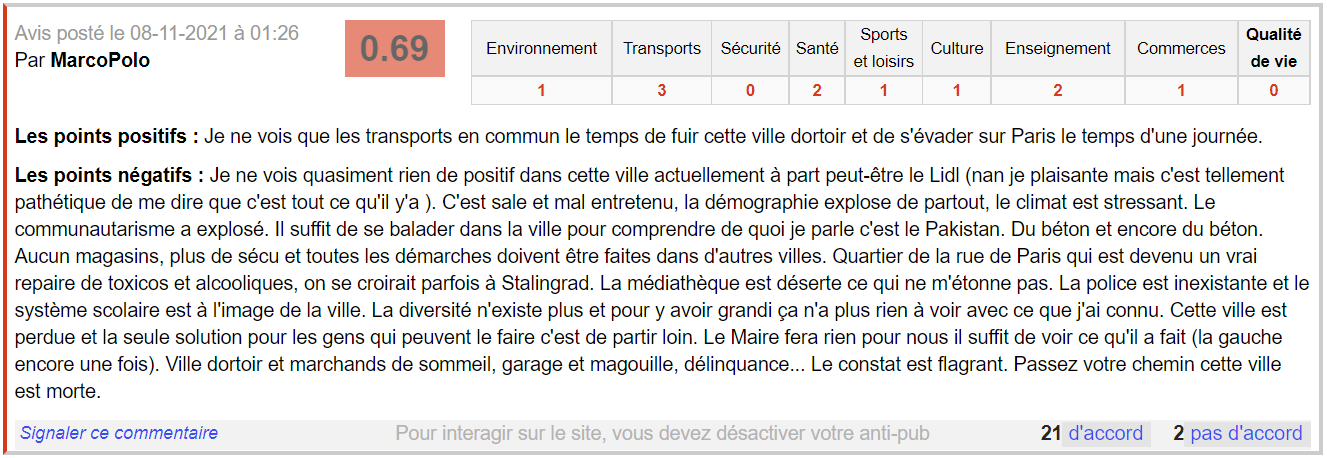 Avis posté le 08-11-2021 à 01:26
Par MarcoPolo
0.69
Environnement Transports Sécurité Santé Sports et loisirs Culture Enseignement Commerces Qualité de vie
1 3 0 2 1 1 2 1 0
Les points positifs : Je ne vois que les transports en commun le temps de fuir cette ville dortoir et de s'évader sur Paris le temps d'une journée.
Les points négatifs : Je ne vois quasiment rien de positif dans cette ville actuellement à part peut-être le Lidl (nan je plaisante mais c'est tellement
pathétique de me dire que c'est tout ce qu'il y'a ). C'est sale et mal entretenu, la démographie explose de partout, le climat est stressant. Le
communautarisme a explosé. Il suffit de se balader dans la ville pour comprendre de quoi je parle c'est le Pakistan. Du béton et encore du béton.
Aucun magasins, plus de sécu et toutes les démarches doivent être faites dans d'autres villes. Quartier de la rue de Paris qui est devenu un vrai
repaire de toxicos et alcooliques, on se croirait parfois à Stalingrad. La médiathèque est déserte ce qui ne m'étonne pas. La police est inexistante et le
système scolaire est à l'image de la ville. La diversité n'existe plus et pour y avoir grandi ça n'a plus rien à voir avec ce que j'ai connu. Cette ville est
perdue et la seule solution pour les gens qui peuvent le faire c'est de partir loin. Le Maire fera rien pour nous il suffit de voir ce qu'il a fait (la gauche
encore une fois). Ville dortoir et marchands de sommeil, garage et magouille, délinquance... Le constat est flagrant. Passez votre chemin cette ville
est morte.
Signaler ce commentaire Pour interagir sur le site, vous devez désactiver votre anti-pub 21 d'accord 2 pas d'accord